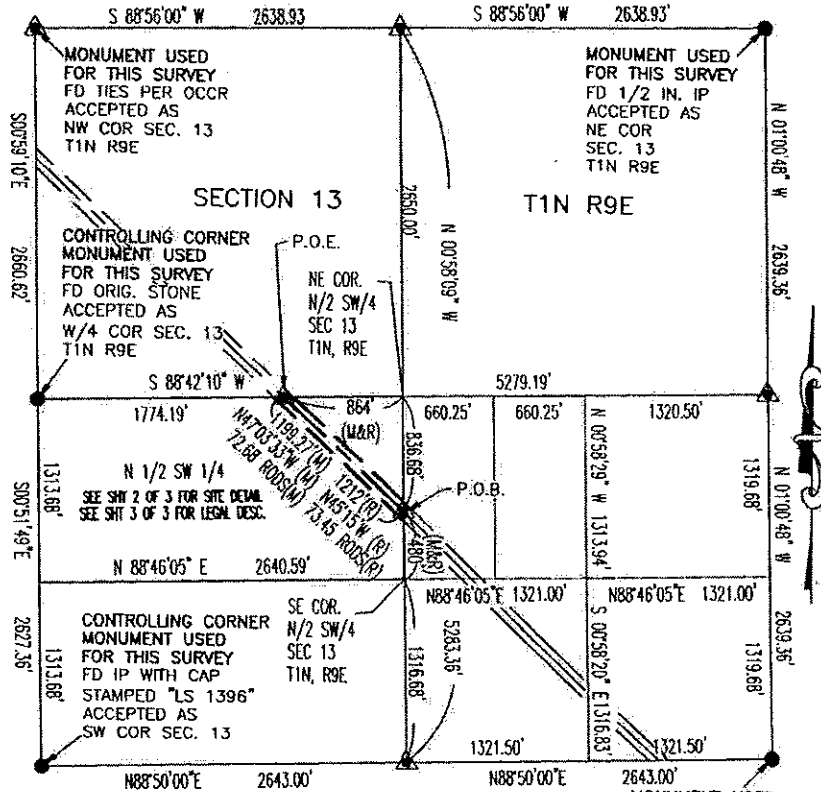 S 88°56'00" W 2638.93
S 88°56'00" W 2638.93'
MONUMENT USED
FOR THIS SURVEY
FD TIES PER OCCR
ACCEPTED AS
NW COR SEC. 13
T1N R9E
MONUMENT USED
FOR THIS SURVEY
FD 1/2 IN. IP
ACCEPTED AS
NE COR
SEC. 13
T1N R9E
S00°59'10"E 2660.62'
N 01°00'48" W 2639.36'
SECTION 13
T1N R9E
2650.00'
N 00°58'09" W
CONTROLLING CORNER
MONUMENT USED
FOR THIS SURVEY
FD ORIG. STONE
ACCEPTED AS
W/4 COR SEC. 13
T1N R9E
P.O.E.
NE COR.
N/2 SW/4
SEC 13
T1N, R9E
S 88°42'10" W
5279.19'
1774.19'
864'
(M&R)
660.25'
660.25'
1320.50'
1199.27'(M) 1212'(R)
N47°03'33"W (M) N45°15'W (R)
72.68 RODS(M) 73.45 RODS(R)
836.68'
P.O.B.
N 1/2 SW 1/4
SEE SHT 2 OF 3 FOR SITE DETAIL
SEE SHT 3 OF 3 FOR LEGAL DESC.
S00°51'49"E
1313.68'
2627.36'
1313.68'
480'
(M&R)
N 00°58'29" W 1313.94'
1319.68'
N 01°00'48" W
2639.36'
1319.68'
N 88°46'05" E 2640.59'
N88°46'05"E 1321.00'
N88°46'05"E 1321.00'
SE COR.
N/2 SW/4
SEC 13
T1N, R9E
5283.36'
1316.68'
S 00°58'20" E 1316.83'
CONTROLLING CORNER
MONUMENT USED
FOR THIS SURVEY
FD IP WITH CAP
STAMPED "LS 1396"
ACCEPTED AS
SW COR SEC. 13
1321.50'
1321.50'
N88°50'00"E 2643.00'
N88°50'00"E 2643.00'
MONUMENT USED